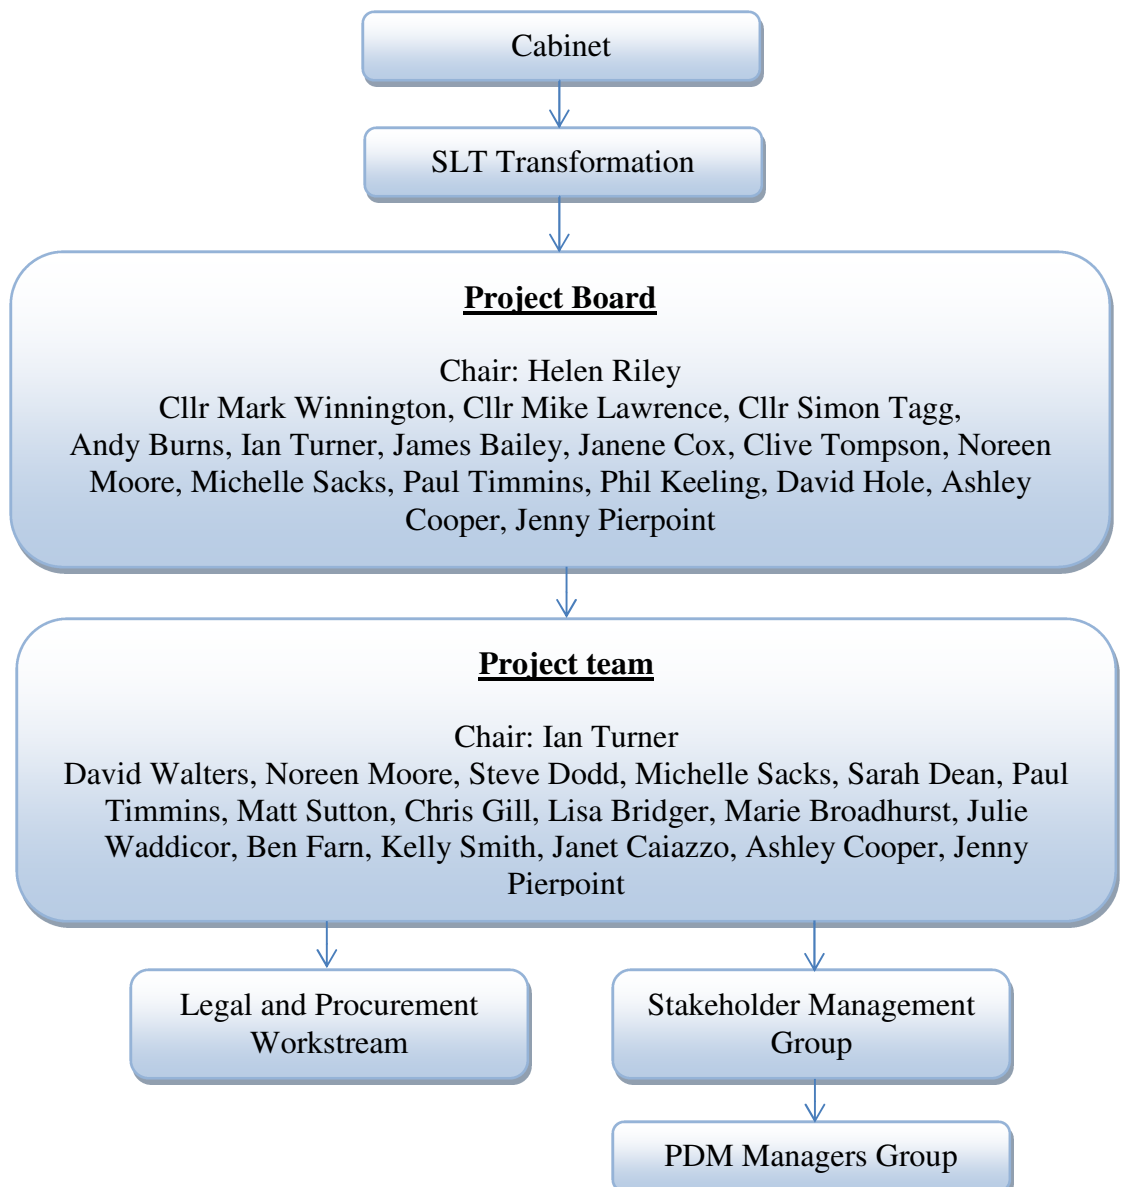 Cabinet
SLT Transformation
Project Board
Chair: Helen Riley
Cllr Mark Winnington, Cllr Mike Lawrence, Cllr Simon Tagg,
Andy Burns, Ian Turner, James Bailey, Janene Cox, Clive Tompson, Noreen
Moore, Michelle Sacks, Paul Timmins, Phil Keeling, David Hole, Ashley
Cooper, Jenny Pierpoint
Project team
Chair: Ian Turner
David Walters, Noreen Moore, Steve Dodd, Michelle Sacks, Sarah Dean, Paul
Timmins, Matt Sutton, Chris Gill, Lisa Bridger, Marie Broadhurst, Julie
Waddicor, Ben Farn, Kelly Smith, Janet Caiazzo, Ashley Cooper, Jenny
Pierpoint
Legal and Procurement
Workstream
Stakeholder Management
Group
PDM Managers Group